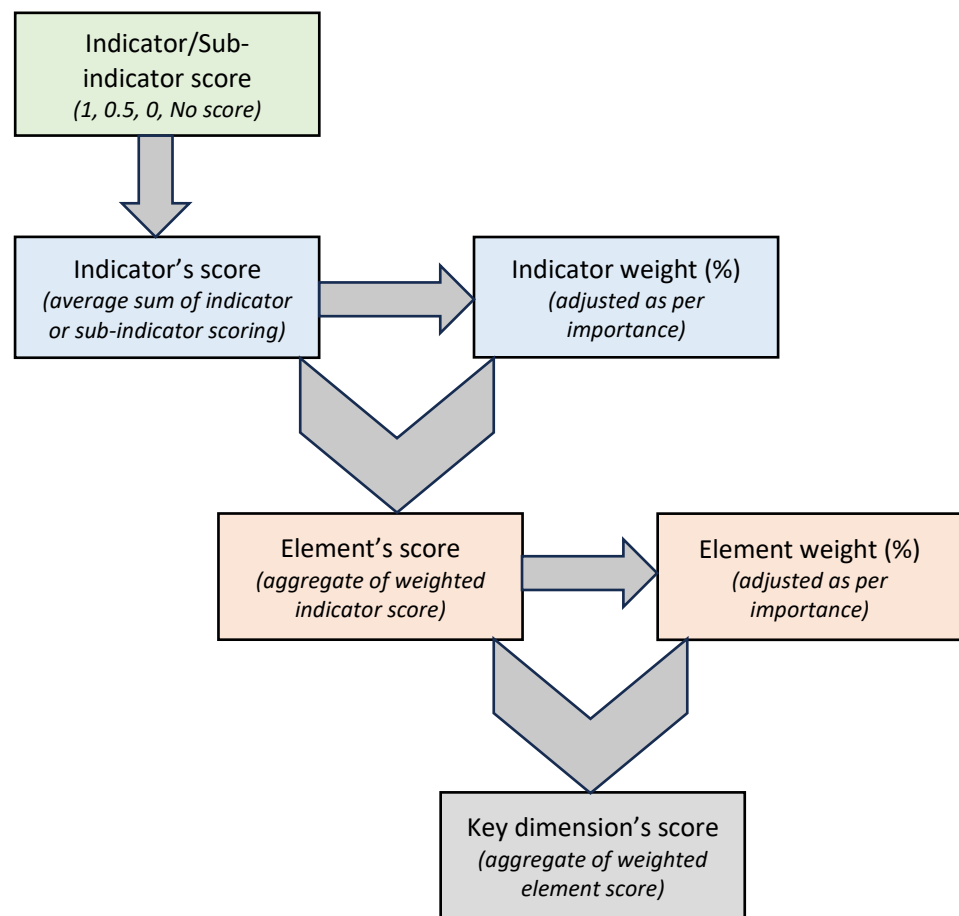 Indicator/Sub-
indicator score
(1, 0.5, 0, No score)
Indicator’s score
(average sum of indicator
or sub-indicator scoring)
Indicator weight (%)
(adjusted as per
importance)
Element’s score
(aggregate of weighted
indicator score)
Element weight (%)
(adjusted as per
importance)
Key dimension’s score
(aggregate of weighted
element score)